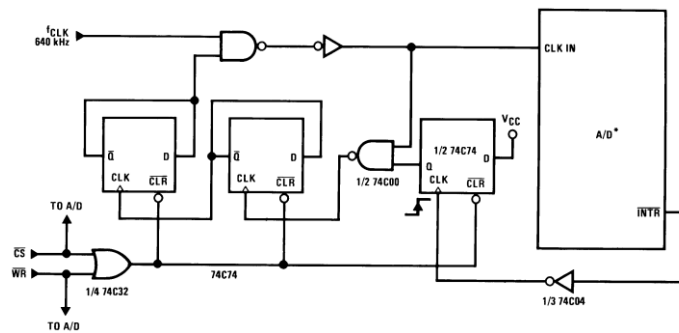 fCLK
640 kHz
CLK IN
A/D*
INTR
VCC
1/2 74C74
Q
D
CLK
CLR
1/2 74C00
Q
D
CLK
CLR
Q
D
CLK
CLR
TO A/D
CS
WR
1/4 74C32
TO A/D
74C74
1/3 74C04